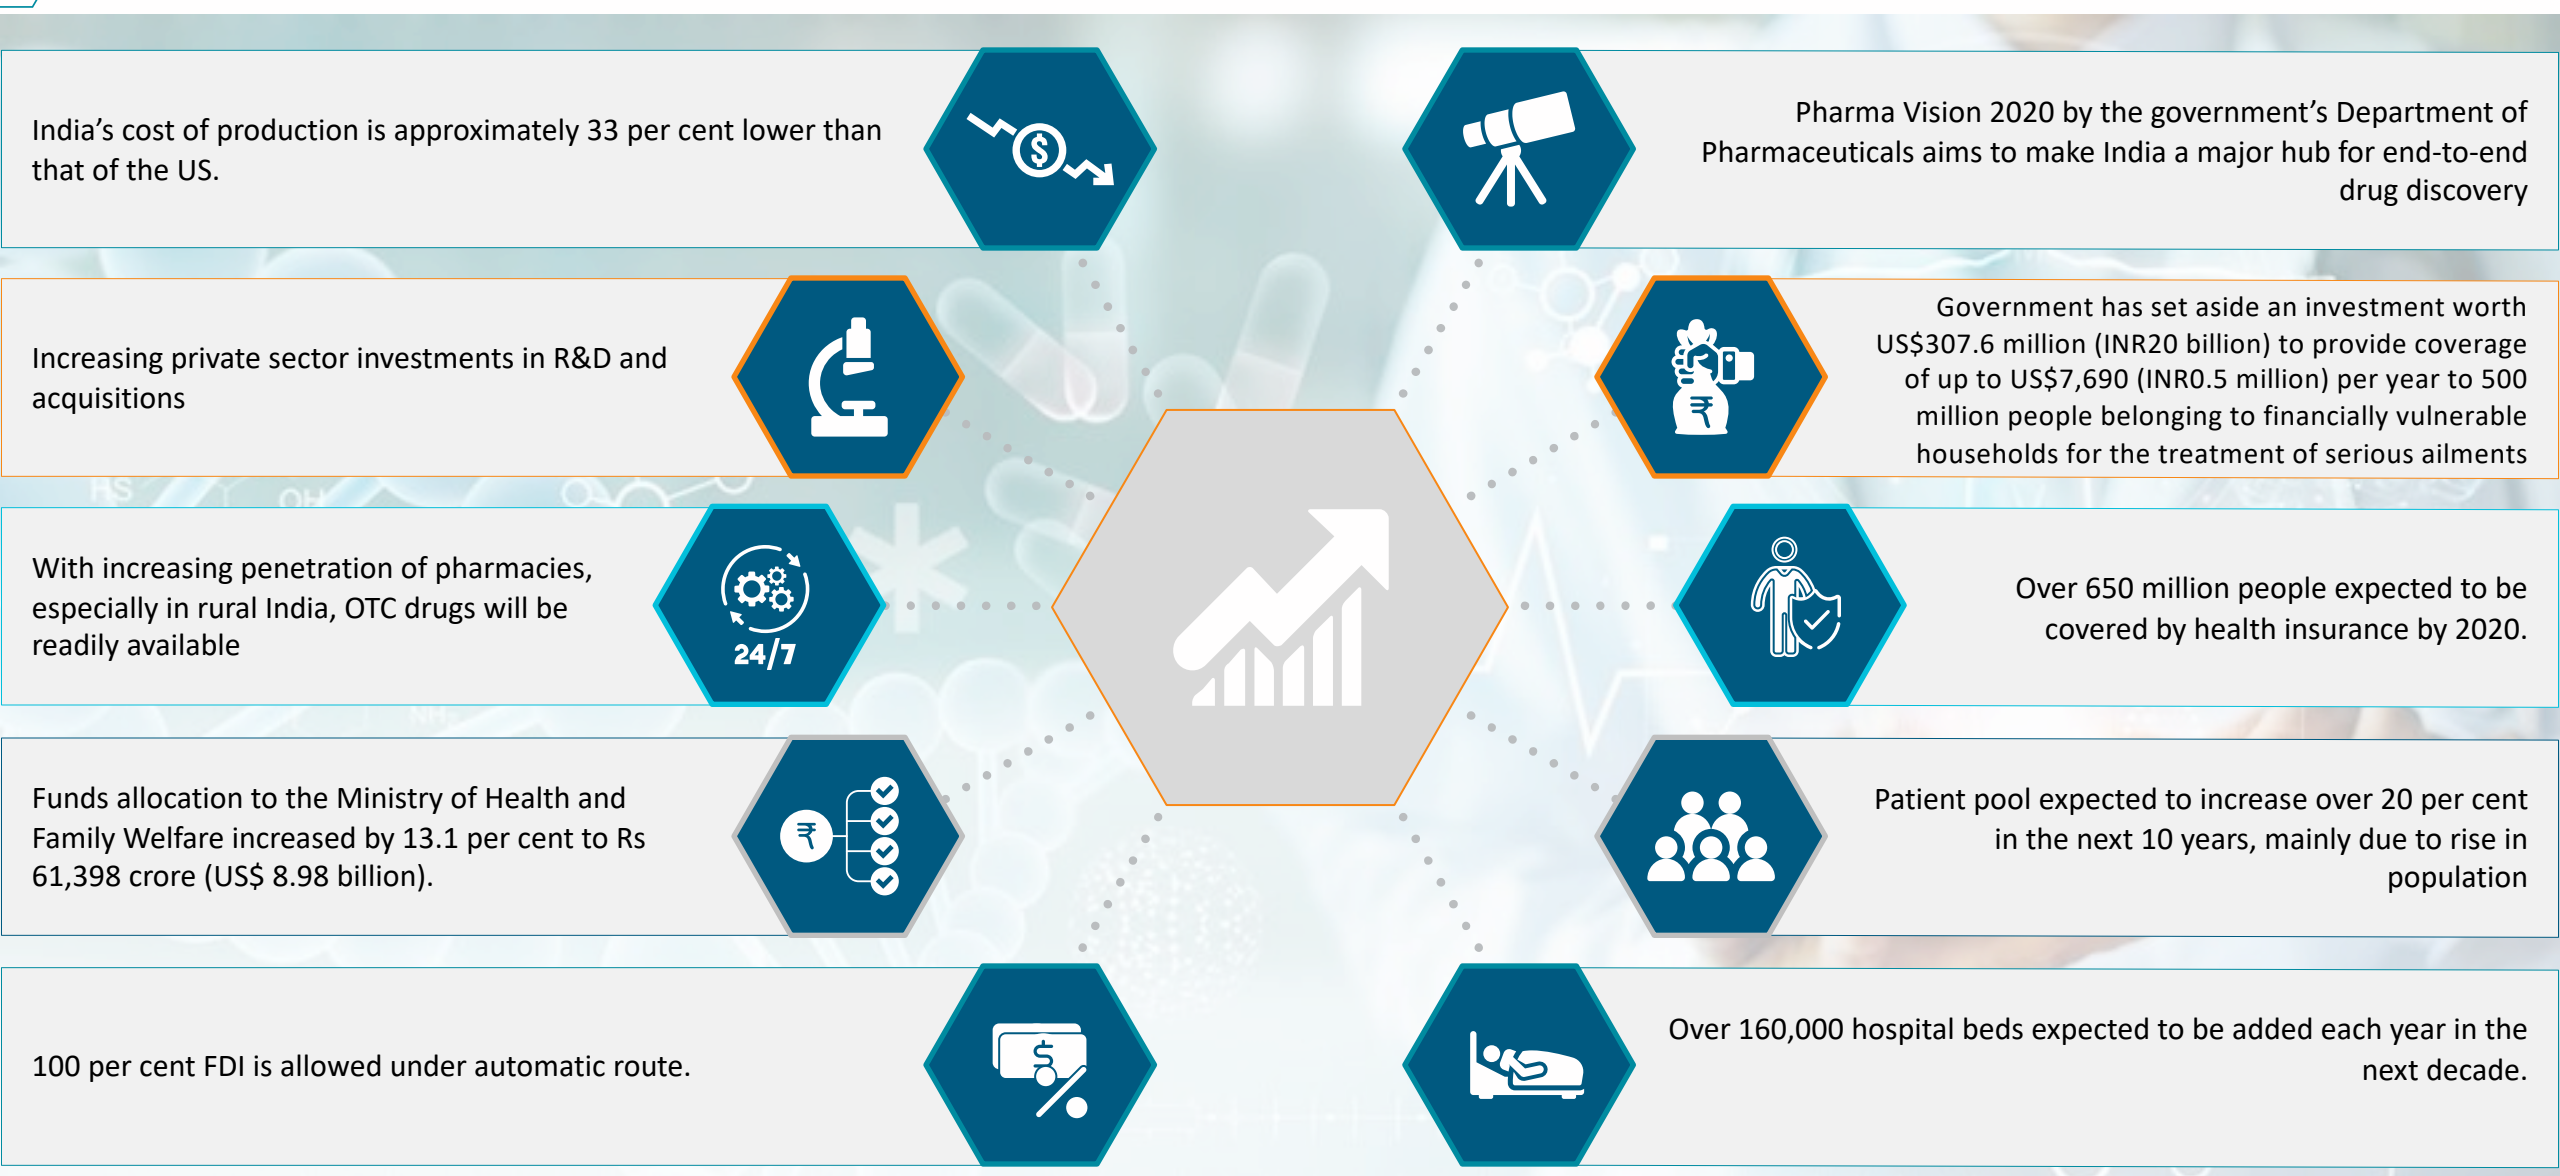 India’s cost of production is approximately 33 per cent lower than
that of the US.
Increasing private sector investments in R&D and
acquisitions
With increasing penetration of pharmacies,
especially in rural India, OTC drugs will be
readily available
24/7
Funds allocation to the Ministry of Health and
Family Welfare increased by 13.1 per cent to Rs
61,398 crore (US$ 8.98 billion).
100 per cent FDI is allowed under automatic route.
Pharma Vision 2020 by the government’s Department of
Pharmaceuticals aims to make India a major hub for end-to-end
drug discovery
Government has set aside an investment worth
US$307.6 million (INR20 billion) to provide coverage
of up to US$7,690 (INR0.5 million) per year to 500
million people belonging to financially vulnerable
households for the treatment of serious ailments
Over 650 million people expected to be
covered by health insurance by 2020.
Patient pool expected to increase over 20 per cent
in the next 10 years, mainly due to rise in
population
Over 160,000 hospital beds expected to be added each year in the
next decade.
$
₹
₹
$
HS
OH
NH